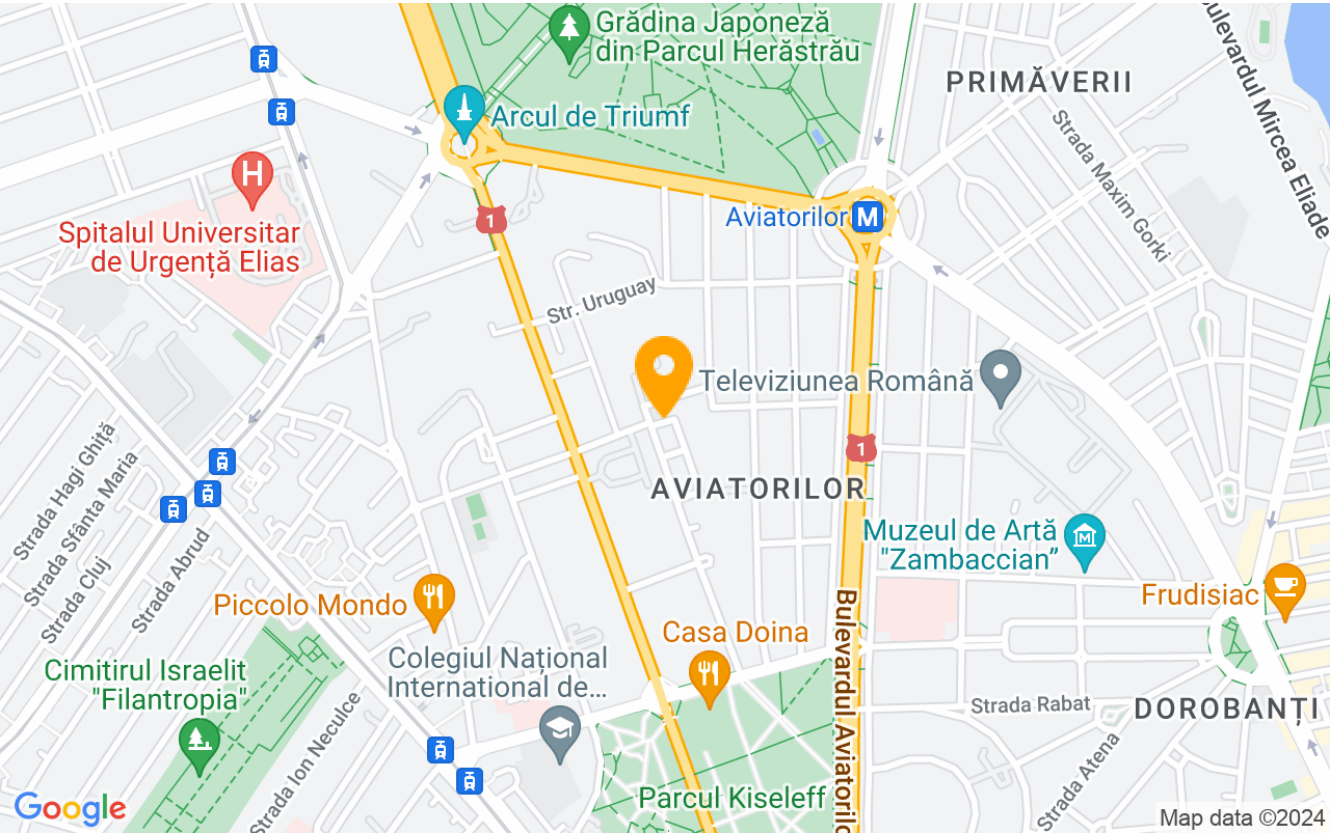 Grădina Japoneză
din Parcul Herăstrău
Bulevardul Mircea Eliade
PRIMĂVERII
Arcul de Triumf
Strada Maxim Gorki
H
Spitalul Universitar
de Urgență Elias
1
Aviatorilor M
Str. Uruguay
Televiziunea Română
1
Strada Hagi Ghiță
Strada Sfânta Maria
Strada Cluj
Strada Abrud
AVIATORILOR
Muzeul de Artă
"Zambaccian”
M
Piccolo Mondo
Frudisiac
Casa Doina
Bulevardul Aviatorilo
Cimitirul Israelit
"Filantropia"
Colegiul Național
International de...
Strada Ion Neculce
Strada Rabat
DOROBANȚI
Strada Atena
Parcul Kiseleff
Google
Map data ©2024